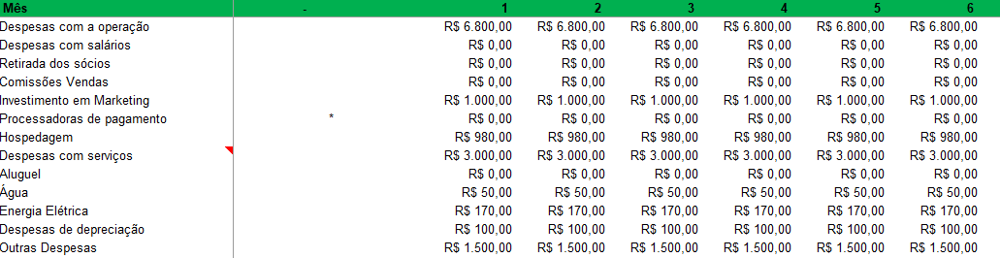 Mês - 1 2 3 4 5 6
Despesas com a operação R$ 6.800,00 R$ 6.800,00 R$ 6.800,00 R$ 6.800,00 R$ 6.800,00 R$ 6.800,00
Despesas com salários R$ 0,00 R$ 0,00 R$ 0,00 R$ 0,00 R$ 0,00 R$ 0,00
Retirada dos sócios R$ 0,00 R$ 0,00 R$ 0,00 R$ 0,00 R$ 0,00 R$ 0,00
Comissões Vendas R$ 0,00 R$ 0,00 R$ 0,00 R$ 0,00 R$ 0,00 R$ 0,00
Investimento em Marketing R$ 1.000,00 R$ 1.000,00 R$ 1.000,00 R$ 1.000,00 R$ 1.000,00 R$ 1.000,00
Processadoras de pagamento * R$ 0,00 R$ 0,00 R$ 0,00 R$ 0,00 R$ 0,00 R$ 0,00
Hospedagem R$ 980,00 R$ 980,00 R$ 980,00 R$ 980,00 R$ 980,00 R$ 980,00
Despesas com serviços R$ 3.000,00 R$ 3.000,00 R$ 3.000,00 R$ 3.000,00 R$ 3.000,00 R$ 3.000,00
Aluguel R$ 0,00 R$ 0,00 R$ 0,00 R$ 0,00 R$ 0,00 R$ 0,00
Água R$ 50,00 R$ 50,00 R$ 50,00 R$ 50,00 R$ 50,00 R$ 50,00
Energia Elétrica R$ 170,00 R$ 170,00 R$ 170,00 R$ 170,00 R$ 170,00 R$ 170,00
Despesas de depreciação R$ 100,00 R$ 100,00 R$ 100,00 R$ 100,00 R$ 100,00 R$ 100,00
Outras Despesas R$ 1.500,00 R$ 1.500,00 R$ 1.500,00 R$ 1.500,00 R$ 1.500,00 R$ 1.500,00